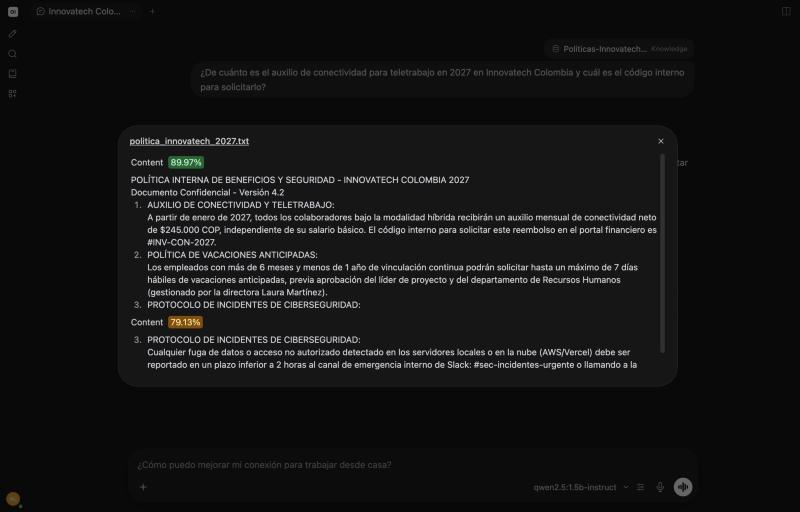 OI
Innovatech Colo...
Politicas-Innovatech... Knowledge
¿De cuánto es el auxilio de conectividad para teletrabajo en 2027 en Innovatech Colombia y cuál es el código interno
para solicitarlo?
politica_innovatech_2027.txt
Content 89.97%
POLÍTICA INTERNA DE BENEFICIOS Y SEGURIDAD - INNOVATECH COLOMBIA 2027
Documento Confidencial - Versión 4.2
1. AUXILIO DE CONECTIVIDAD Y TELETRABAJO:
A partir de enero de 2027, todos los colaboradores bajo la modalidad híbrida recibirán un auxilio mensual de conectividad neto
de $245.000 COP, independiente de su salario básico. El código interno para solicitar este reembolso en el portal financiero es
#INV-CON-2027.
2. POLÍTICA DE VACACIONES ANTICIPADAS:
Los empleados con más de 6 meses y menos de 1 año de vinculación continua podrán solicitar hasta un máximo de 7 días
hábiles de vacaciones anticipadas, previa aprobación del líder de proyecto y del departamento de Recursos Humanos
(gestionado por la directora Laura Martínez).
3. PROTOCOLO DE INCIDENTES DE CIBERSEGURIDAD:
Content 79.13%
3. PROTOCOLO DE INCIDENTES DE CIBERSEGURIDAD:
Cualquier fuga de datos o acceso no autorizado detectado en los servidores locales o en la nube (AWS/Vercel) debe ser
reportado en un plazo inferior a 2 horas al canal de emergencia interno de Slack: #sec-incidentes-urgente o llamando a la
¿Cómo puedo mejorar mi conexión para trabajar desde casa?
qwen2.5:1.5b-instruct